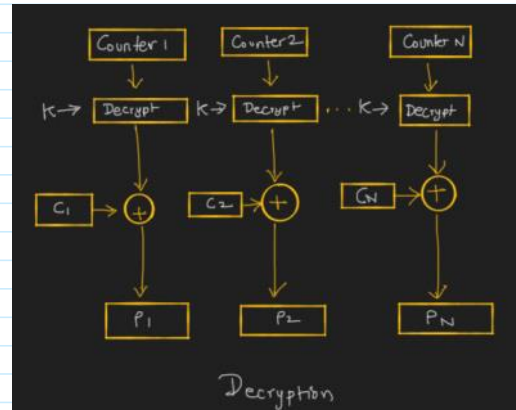 Counter 1 Counter 2 Counter N
K→ Decrypt K→ Decrypt ... K→ Decrypt
C1 + C2 + CN +
P1 P2 PN
Decryption